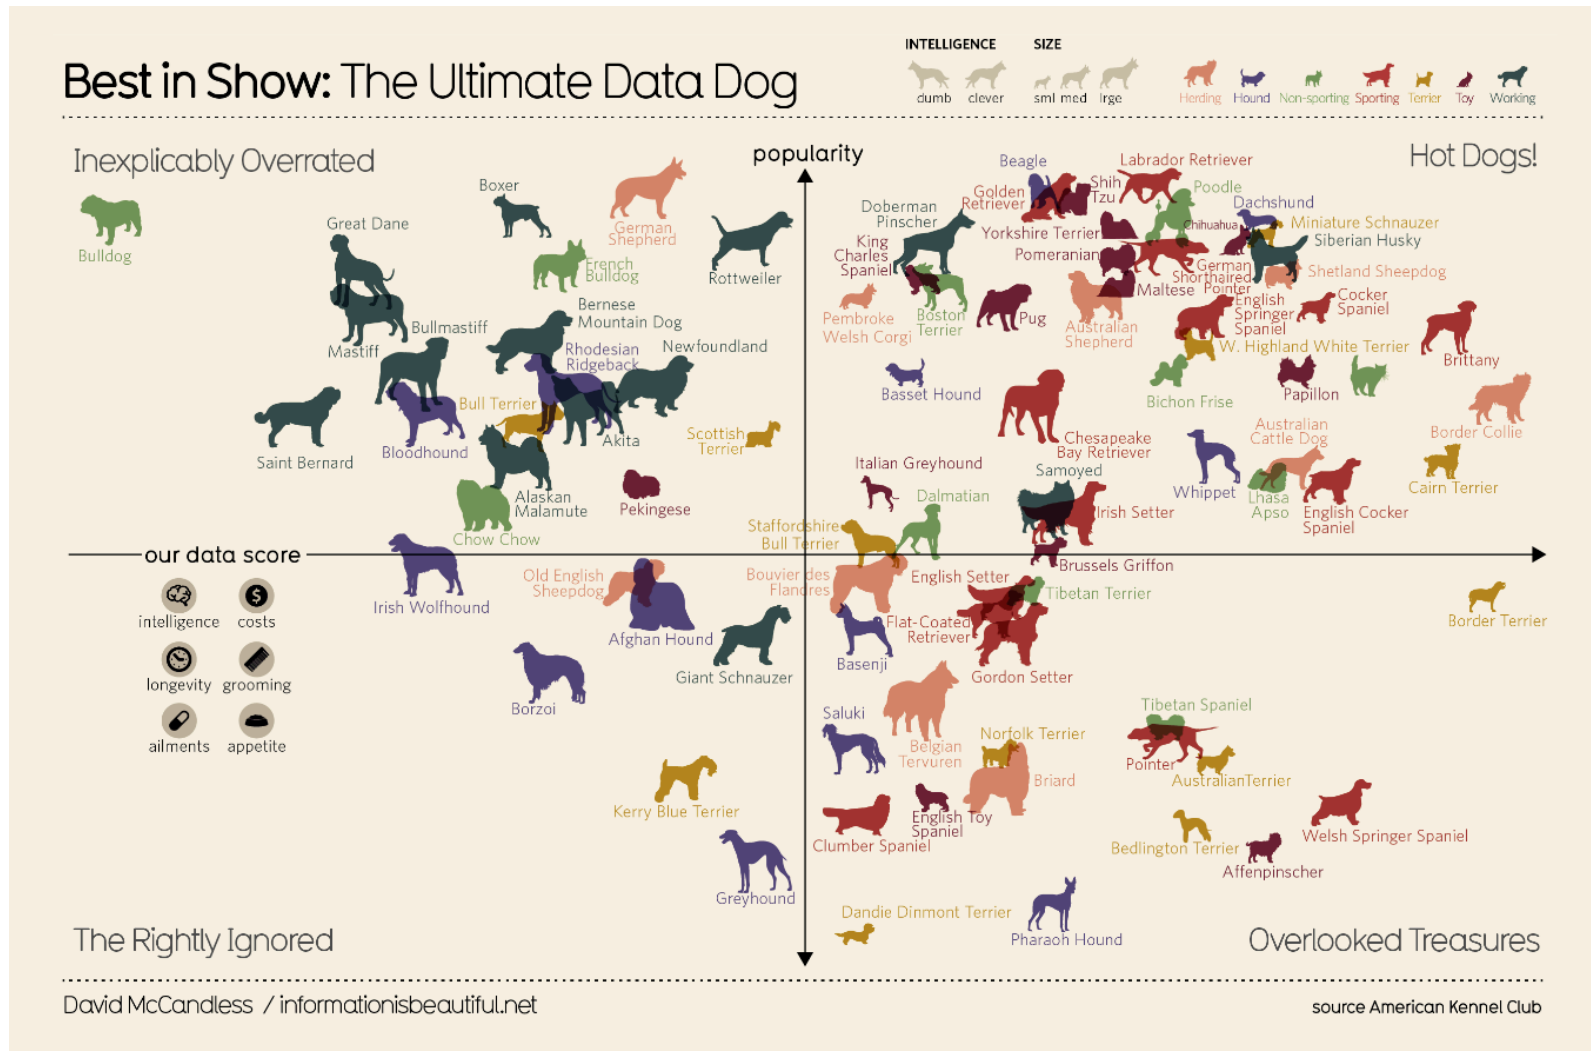 Best in Show: The Ultimate Data Dog
INTELLIGENCE
dumb clever
SIZE
sml med lrge
Herding Hound Non-sporting Sporting Terrier Toy Working
Inexplicably Overrated
popularity
Hot Dogs!
Bulldog
Great Dane
Boxer
German
Shepherd
French
Bulldog
Rottweiler
Mastiff
Bullmastiff
Bernese
Mountain Dog
Rhodesian
Ridgeback
Newfoundland
Saint Bernard
Bloodhound
Bull Terrier
Akita
Scottish
Terrier
Alaskan
Malamute
Pekingese
Chow Chow
Beagle
Golden
Retriever
Shih
Tzu
Labrador Retriever
Poodle
Dachshund
Doberman
Pinscher
Yorkshire Terrier
Chihuahua
Miniature Schnauzer
Siberian Husky
King
Charles
Spaniel
Pomeranian
German
Shorthaired
Pointer
Shetland Sheepdog
Maltese
Pembroke
Welsh Corgi
Boston
Terrier
Pug
Australian
Shepherd
English
Springer
Spaniel
Cocker
Spaniel
W. Highland White Terrier
Brittany
Basset Hound
Bichon Frise
Papillon
Chesapeake
Bay Retriever
Australian
Cattle Dog
Border Collie
Italian Greyhound
Samoyed
Whippet
Lhasa
Apso
English Cocker
Spaniel
Cairn Terrier
Dalmatian
Irish Setter
Staffordshire
Bull Terrier
our data score
intelligence costs
longevity grooming
ailments appetite
Irish Wolfhound
Old English
Sheepdog
Afghan Hound
Giant Schnauzer
Borzoi
Kerry Blue Terrier
Greyhound
Brussels Griffon
Bouvier des
Flandres
English Setter
Tibetan Terrier
Border Terrier
Flat-Coated
Retriever
Basenji
Gordon Setter
Saluki
Belgian
Tervuren
Norfolk Terrier
Briard
Tibetan Spaniel
Pointer
AustralianTerrier
Clumber Spaniel
English Toy
Spaniel
Bedlington Terrier
Welsh Springer Spaniel
Affenpinscher
Dandie Dinmont Terrier
Pharaoh Hound
The Rightly Ignored
Overlooked Treasures
David McCandless / informationisbeautiful.net
source American Kennel Club